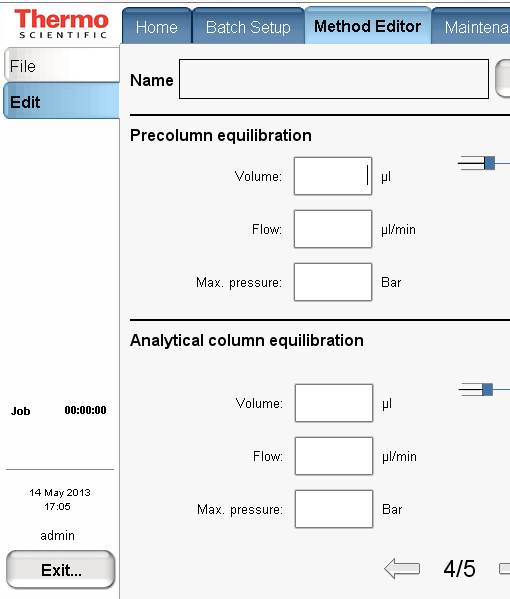 Thermo
SCIENTIFIC
Home
Batch Setup
Method Editor
Maintena
File
Edit
Name
Precolumn equilibration
Volume: µl
Flow: µl/min
Max. pressure: Bar
Analytical column equilibration
Volume: µl
Flow: µl/min
Max. pressure: Bar
Job 00:00:00
14 May 2013
17:05
admin
Exit...
4/5